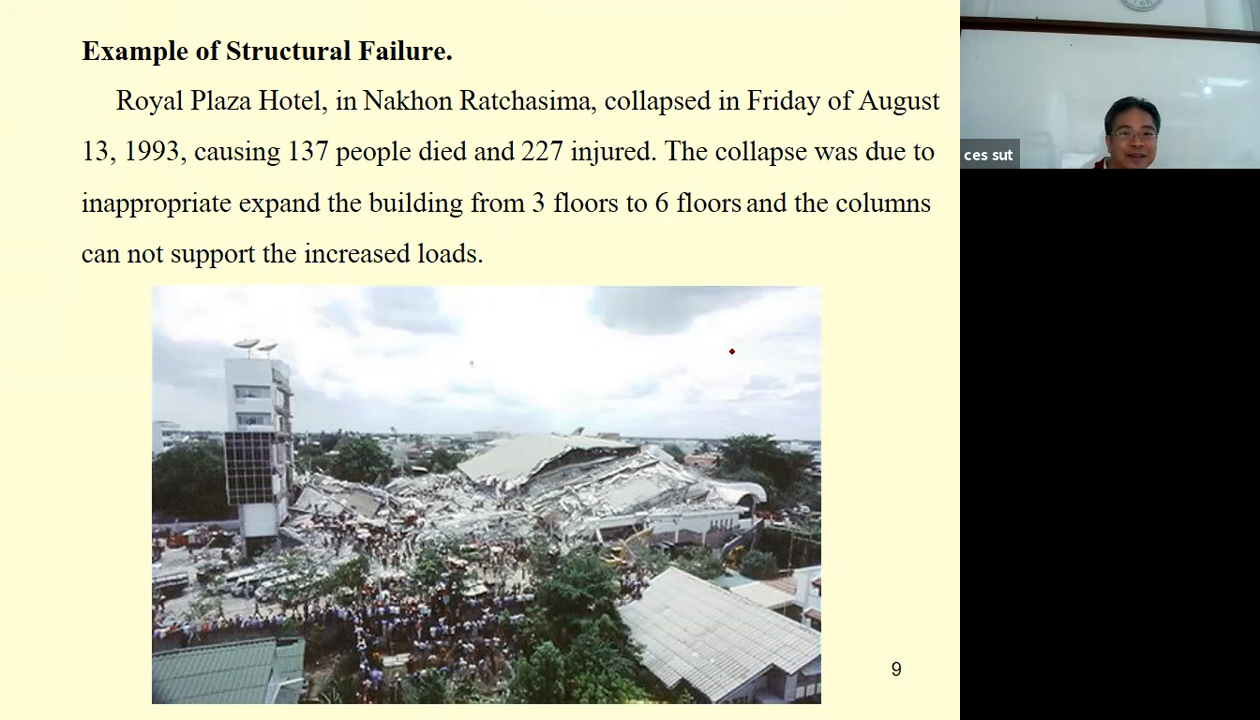 Example of Structural Failure.
Royal Plaza Hotel, in Nakhon Ratchasima, collapsed in Friday of August
13, 1993, causing 137 people died and 227 injured. The collapse was due to
inappropriate expand the building from 3 floors to 6 floors and the columns
can not support the increased loads.
ces sut
9